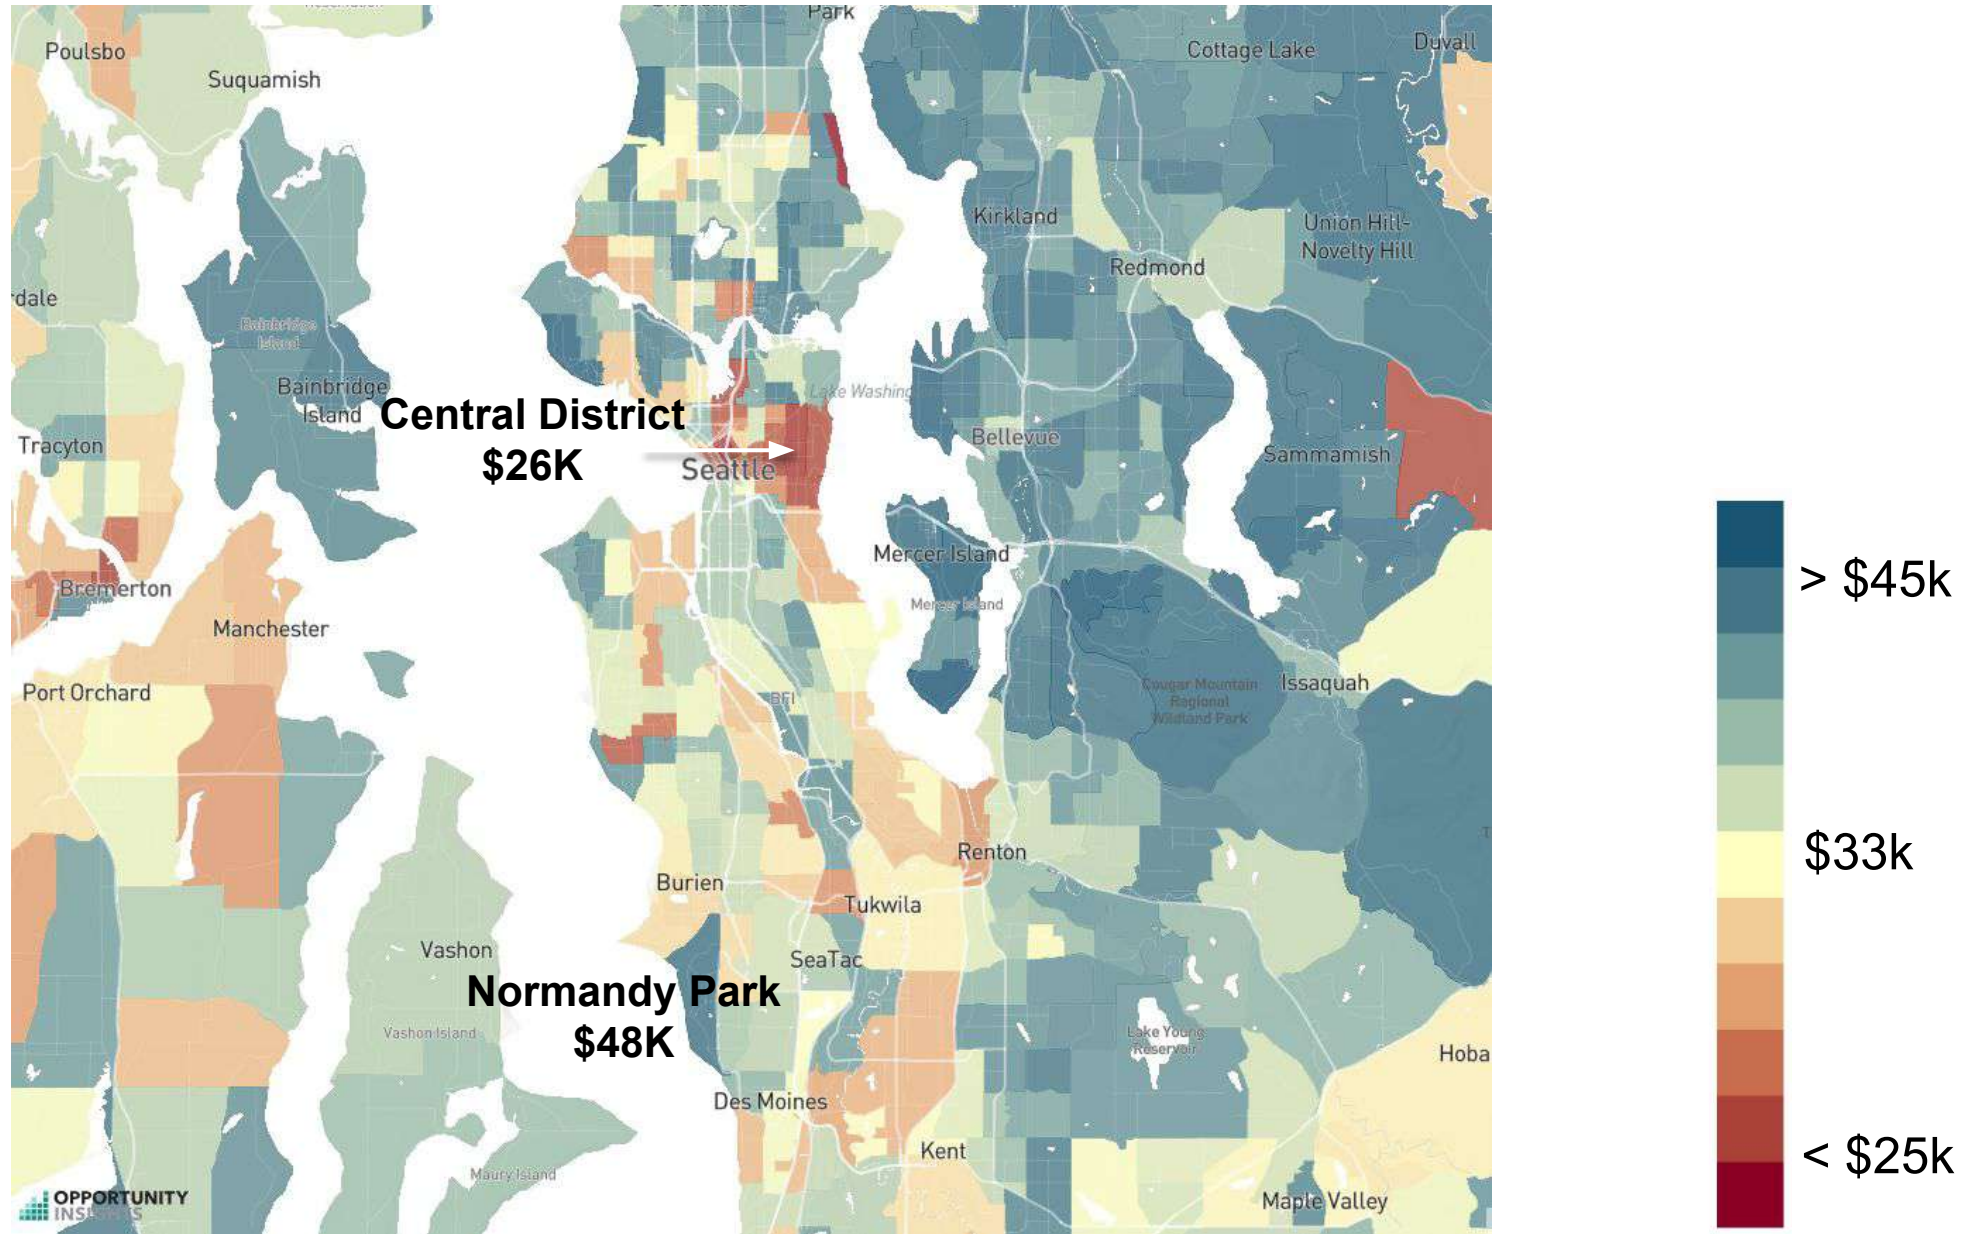 Park
Poulsbo
Cottage Lake
Duvall
Suquamish
Kirkland
Union Hill-
Novelty Hill
Redmond
rdale
Bainbridge
Island
Bainbridge
Island
Lake Washing
Central District
$26K
Seattle
Bellevue
Sammamish
Tracyton
Mercer Island
Mercer Island
Bremerton
Manchester
Port Orchard
BFI
Cougar Mountain
Regional
Wildland Park
Issaquah
Renton
Burien
Tukwila
Vashon
SeaTac
Normandy Park
$48K
Vashon Island
Lake Young
Reservoir
Hoba
Des Moines
Kent
Maury Island
Maple Valley
OPPORTUNITY
INSIGHTS
> $45k
$33k
< $25k